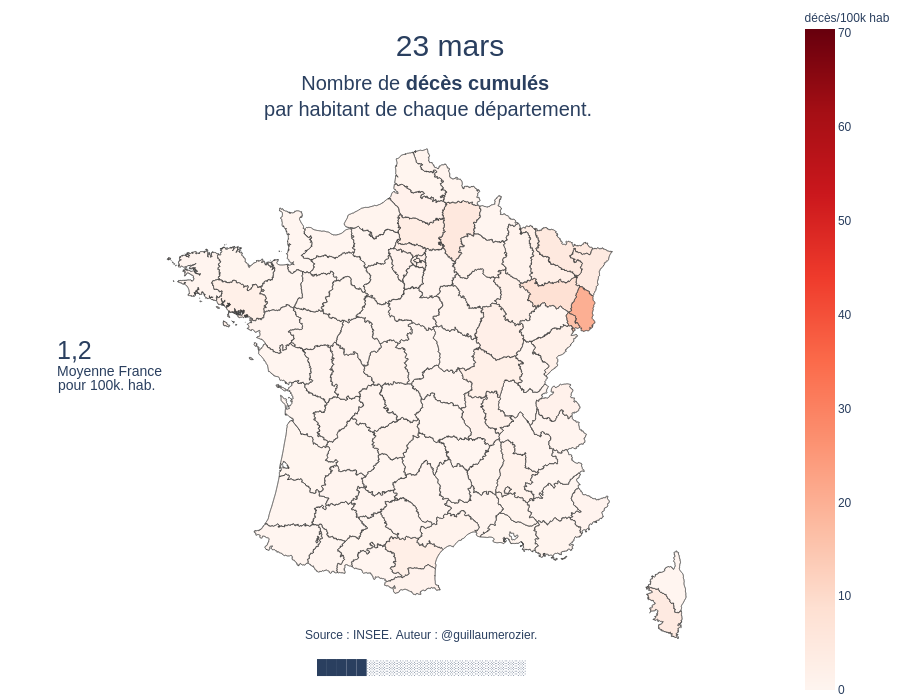 décès/100k hab
23 mars
Nombre de décès cumulés
par habitant de chaque département.
70
60
50
40
30
20
10
0
1,2
Moyenne France
pour 100k. hab.
Source : INSEE. Auteur : @guillaumerozier.